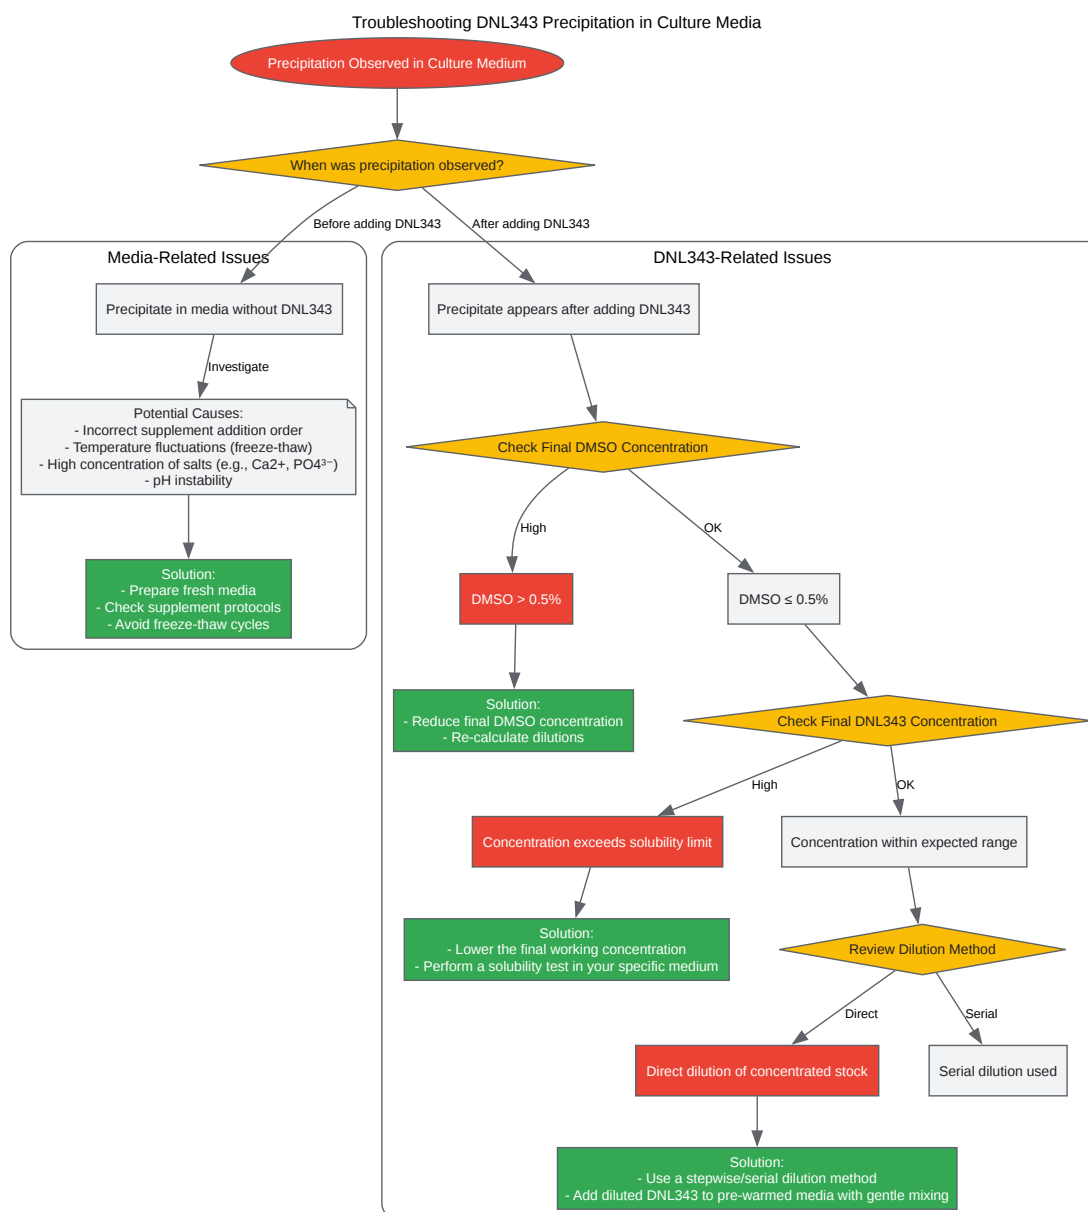 Troubleshooting DNL343 Precipitation in Culture Media
Precipitation Observed in Culture Medium
When was precipitation observed?
Before adding DNL343
After adding DNL343
Media-Related Issues
DNL343-Related Issues
Precipitate in media without DNL343
Precipitate appears after adding DNL343
Investigate
Potential Causes:
- Incorrect supplement addition order
- Temperature fluctuations (freeze-thaw)
- High concentration of salts (e.g., Ca2+, PO4³⁻)
- pH instability
Check Final DMSO Concentration
High
OK
Solution:
- Prepare fresh media
- Check supplement protocols
- Avoid freeze-thaw cycles
DMSO > 0.5%
DMSO ≤ 0.5%
Solution:
- Reduce final DMSO concentration
- Re-calculate dilutions
Check Final DNL343 Concentration
High
OK
Concentration exceeds solubility limit
Concentration within expected range
Solution:
- Lower the final working concentration
- Perform a solubility test in your specific medium
Review Dilution Method
Direct
Serial
Direct dilution of concentrated stock
Serial dilution used
Solution:
- Use a stepwise/serial dilution method
- Add diluted DNL343 to pre-warmed media with gentle mixing